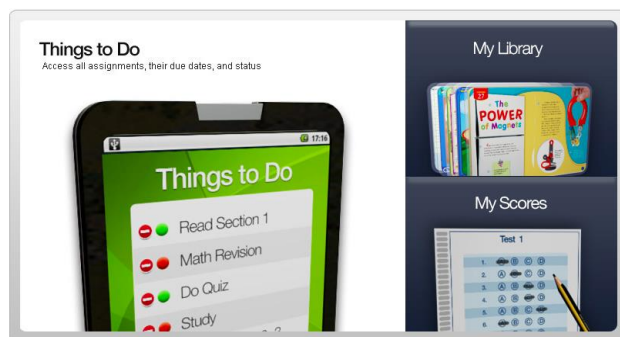 Things to Do
Access all assignments, their due dates, and status
17:16
Things to Do
Read Section 1
Math Revision
Do Quiz
Study
My Library
The
POWER
of Magnets
My Scores
Test 1
1. B C D
2. A C D
3. A B D
4. A B D
5. A B C
6. B C D